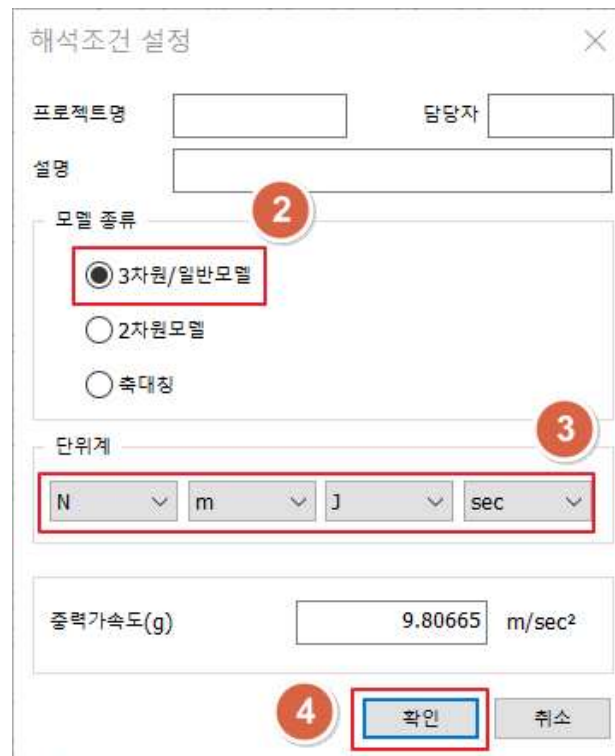 해석조건 설정
프로젝트명 담당자
설명
2
모델 종류
3차원/일반모델
2차원모델
축대칭
3
단위계
N m J sec
중력가속도(g) 9.80665 m/sec²
4 확인 취소